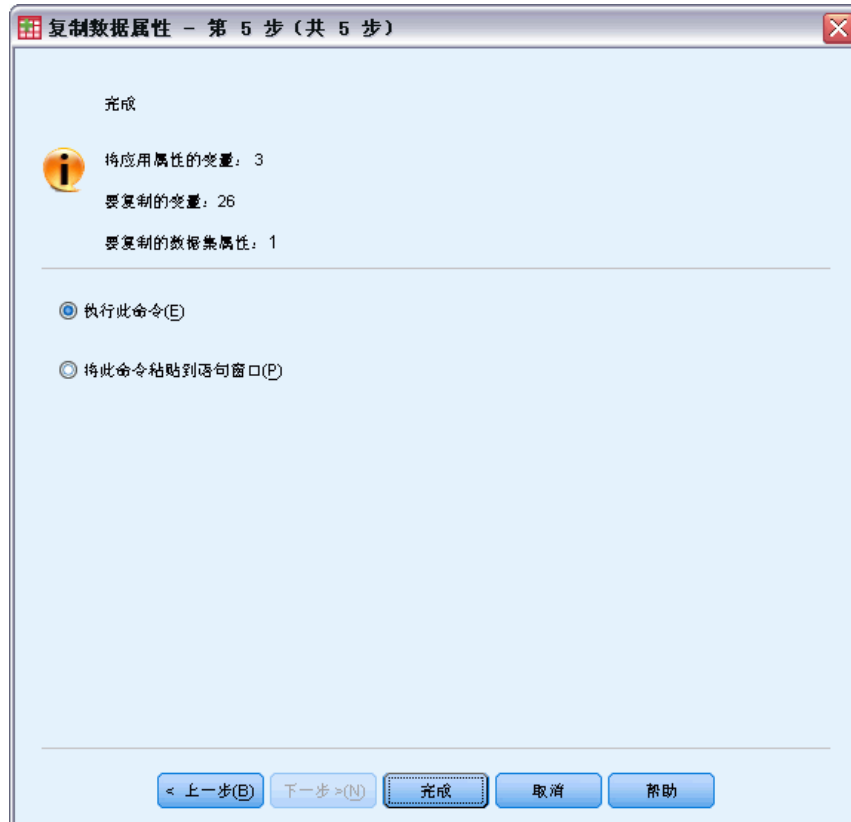 复制数据属性 - 第 5 步（共 5 步）
完成
将应用属性的变量：3
要复制的变量：26
要复制的数据集属性：1
执行此命令(E)
将此命令粘贴到语句窗口(P)
< 上一步(B)
下一步 >(N)
完成
取消
帮助